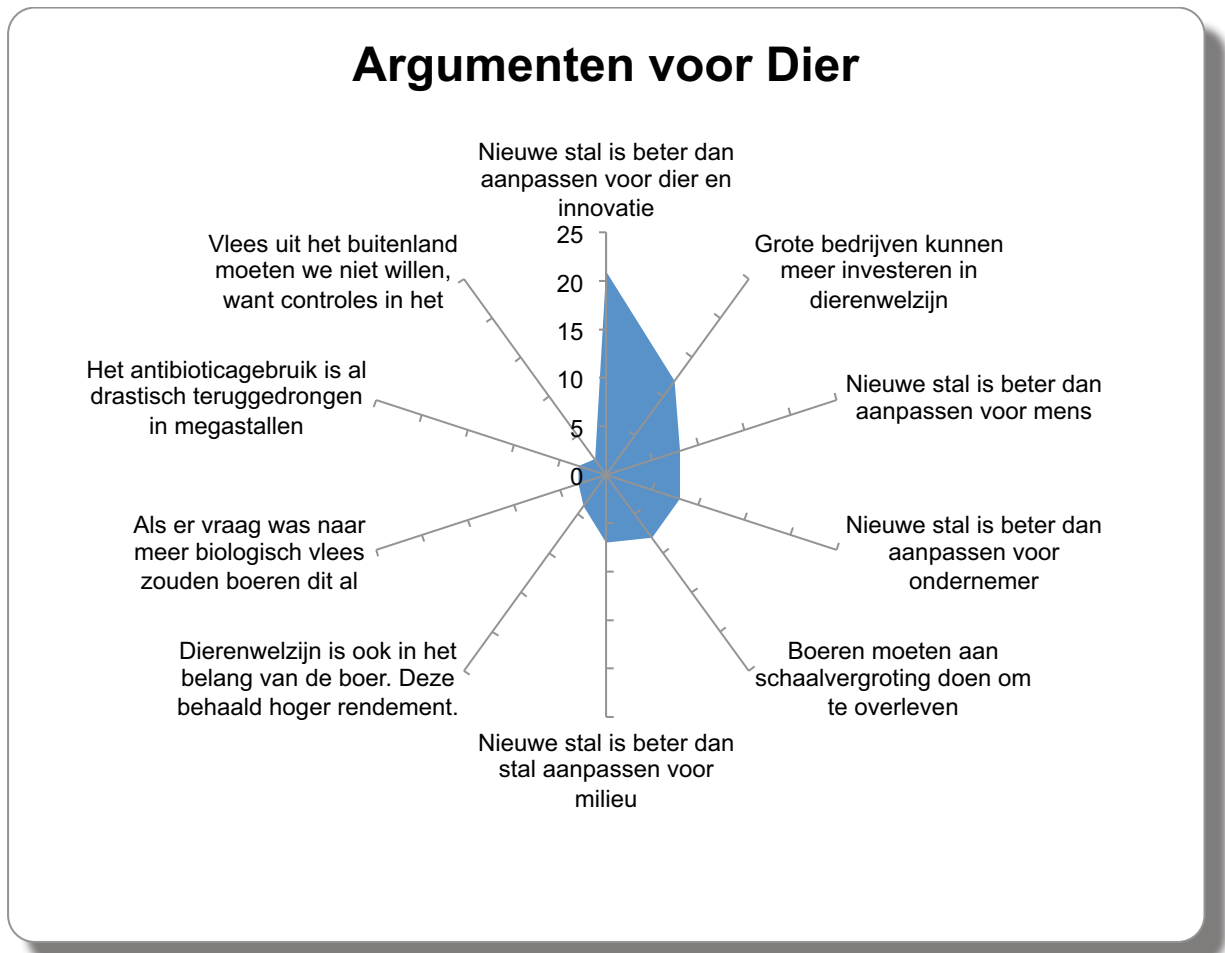 Argumenten voor Dier
Nieuwe stal is beter dan
aanpassen voor dier en
innovatie
Grote bedrijven kunnen
meer investeren in
dierenwelzijn
Nieuwe stal is beter dan
aanpassen voor mens
Nieuwe stal is beter dan
aanpassen voor
ondernemer
Boeren moeten aan
schaalvergroting doen om
te overleven
Nieuwe stal is beter dan
stal aanpassen voor
milieu
Dierenwelzijn is ook in het
belang van de boer. Deze
behaald hoger rendement.
Als er vraag was naar
meer biologisch vlees
zouden boeren dit al
Het antibioticagebruik is al
drastisch teruggedrongen
in megastallen
Vlees uit het buitenland
moeten we niet willen,
want controles in het
25
20
15
10
5
0